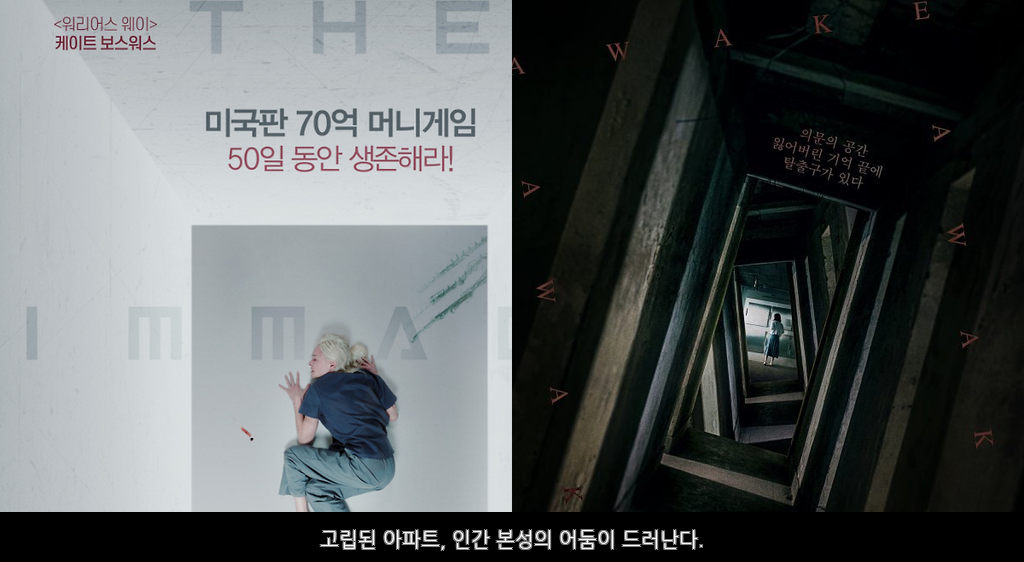 <워리어스 웨이>
케이트 보스워스
THE
미국판 70억 머니게임
50일 동안 생존해라!
IMMA
AWAKE
의문의 공간
잃어버린 기억 끝에
탈출구가 있다
AWAK
AWAK
고립된 아파트, 인간 본성의 어둠이 드러난다.